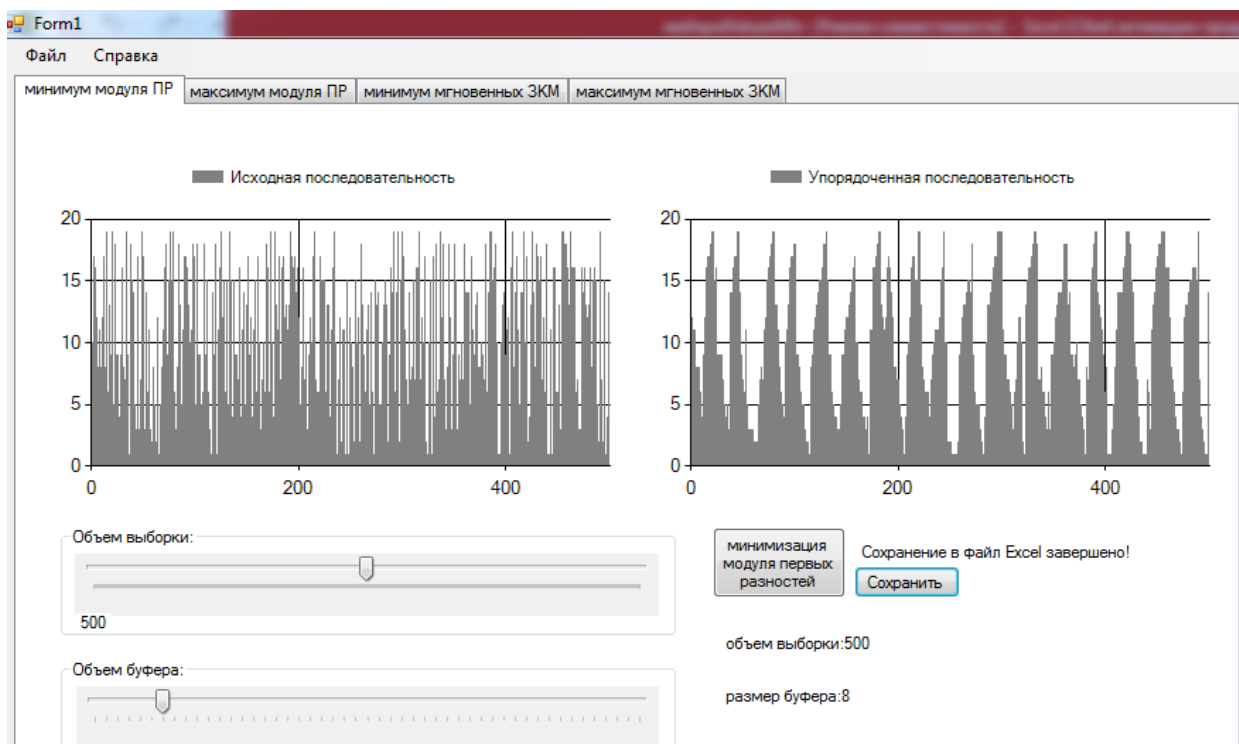 Form1
Файл Справка
минимум модуля ПР максимум модуля ПР минимум мгновенных ЗКМ максимум мгновенных ЗКМ
Исходная последовательность Упорядоченная последовательность
20 20
15 15
10 10
5 5
0 0
0 200 400 0 200 400
Объем выборки:
500
минимизация
модуля первых
разностей
Сохранение в файл Excel завершено!
Сохранить
объем выборки:500
Объем буфера:
размер буфера:8